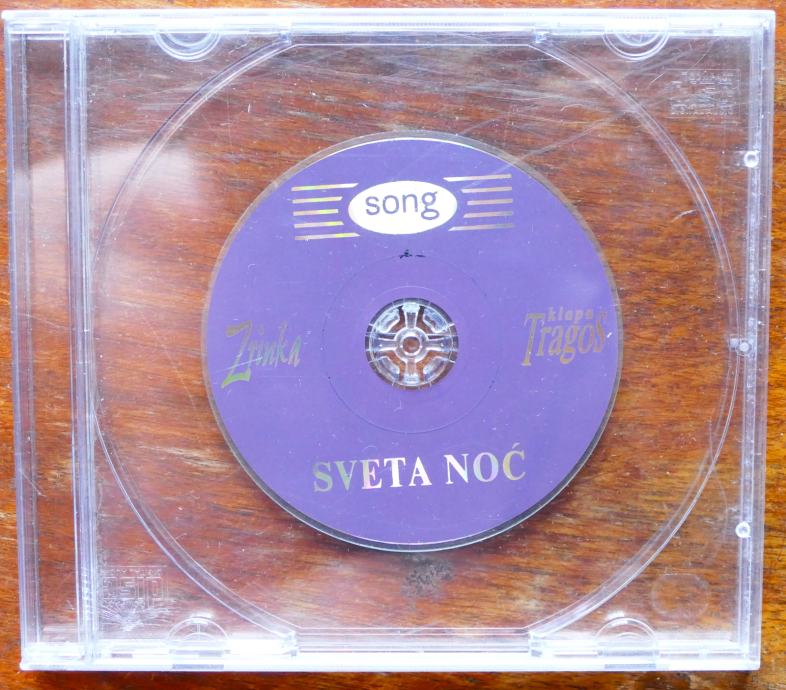 song
Zrinka
klapa
Tragos
SVETA NOĆ